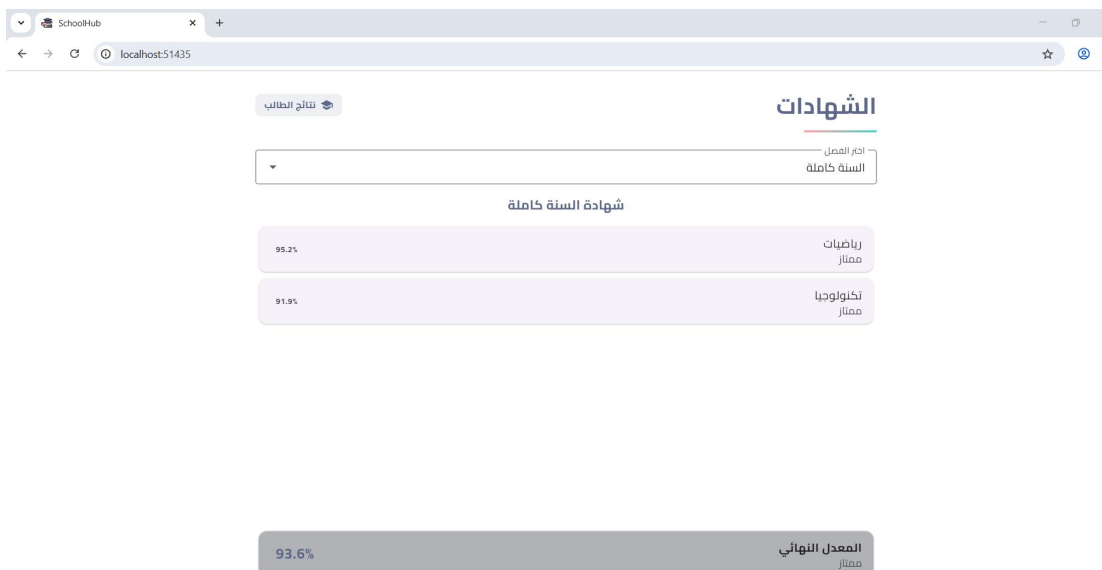 SchoolHub
localhost:51435
الشهادات
نتائج الطالب
اختر الفصل
السنة كاملة
شهادة السنة كاملة
رياضيات
ممتاز
95.2%
تكنولوجيا
ممتاز
91.9%
المعدل النهائي
ممتاز
93.6%